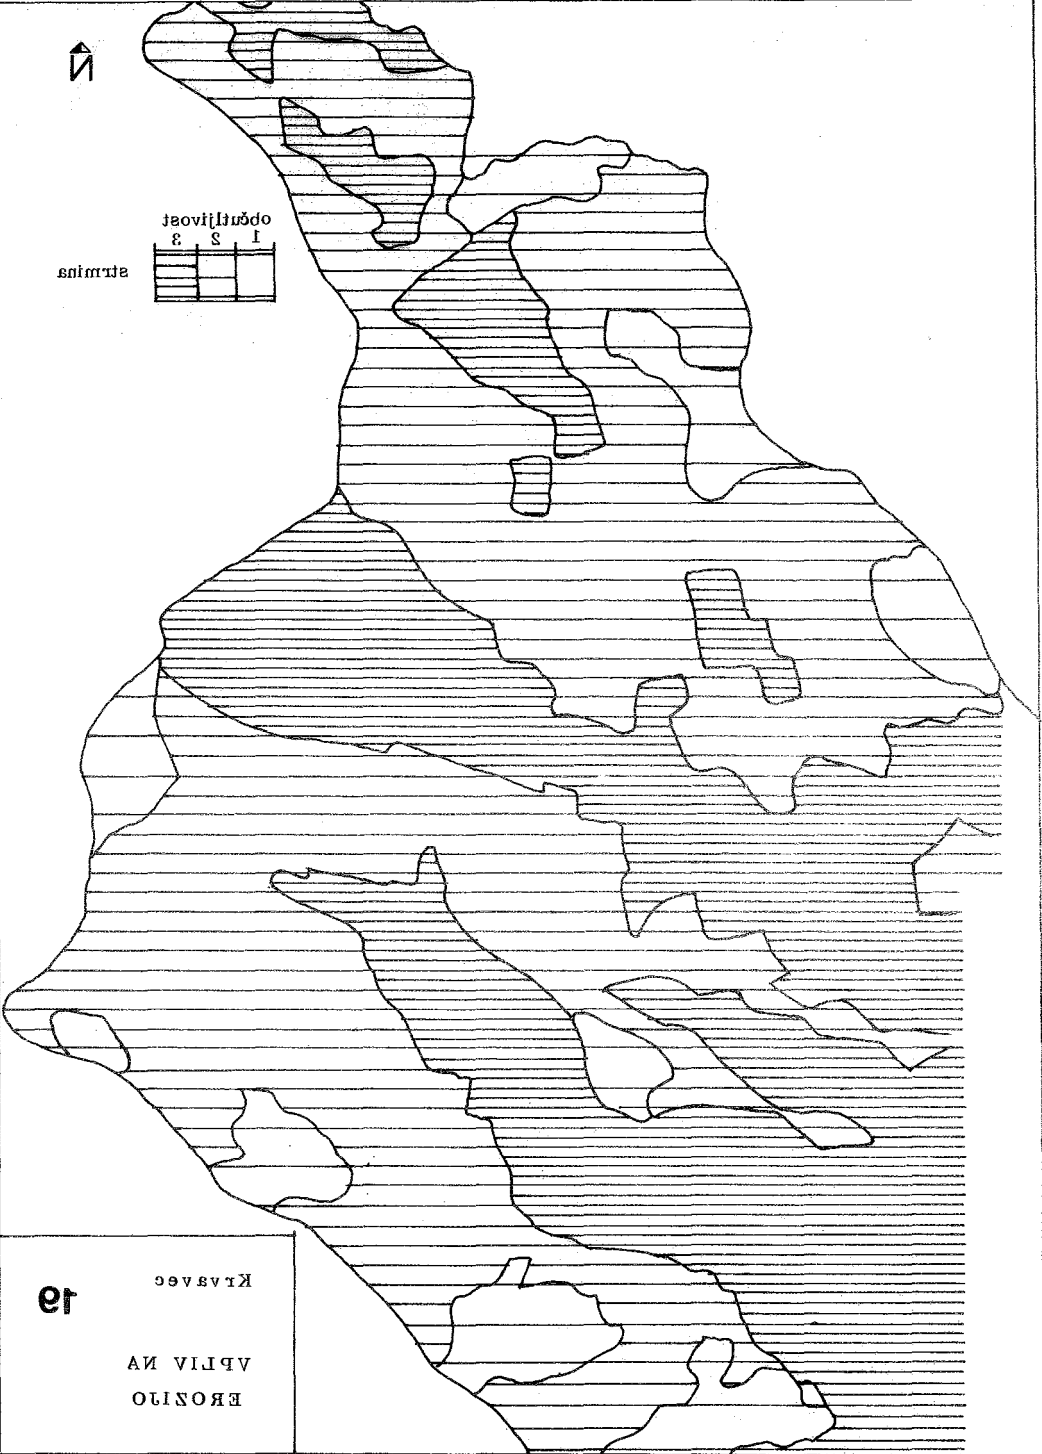 N
občutljivost
1 2 3
strmina
Krvavec
19
VPLIV NA
EROZIJO